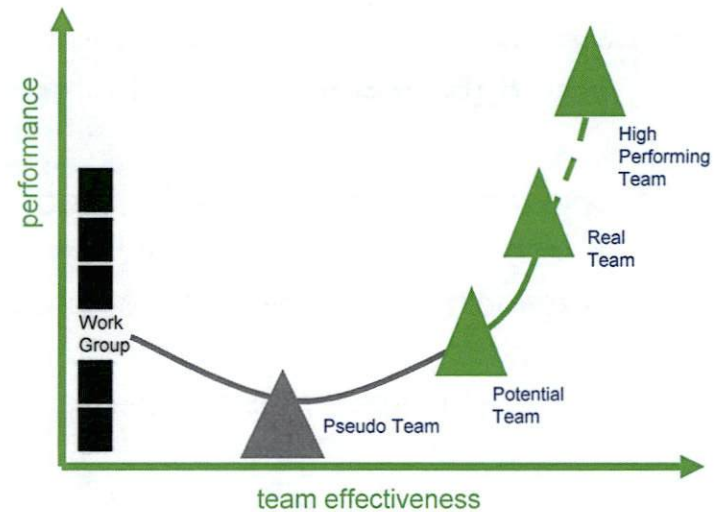 performance
High
Performing
Team
Real
Team
Work
Group
Potential
Team
Pseudo Team
team effectiveness